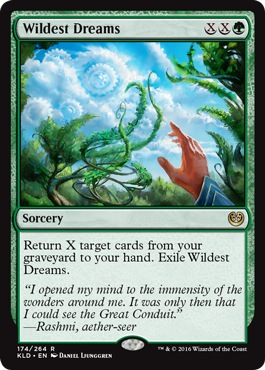 Wildest Dreams XXG
Sorcery
Return X target cards from your
graveyard to your hand. Exile Wildest
Dreams.
“I opened my mind to the immensity of the
wonders around me. It was only then that
I could see the Great Conduit.”
—Rashmi, aether-seer
174/264 R
KLD • EN Daniel Ljunggren
™ & © 2016 Wizards of the Coast